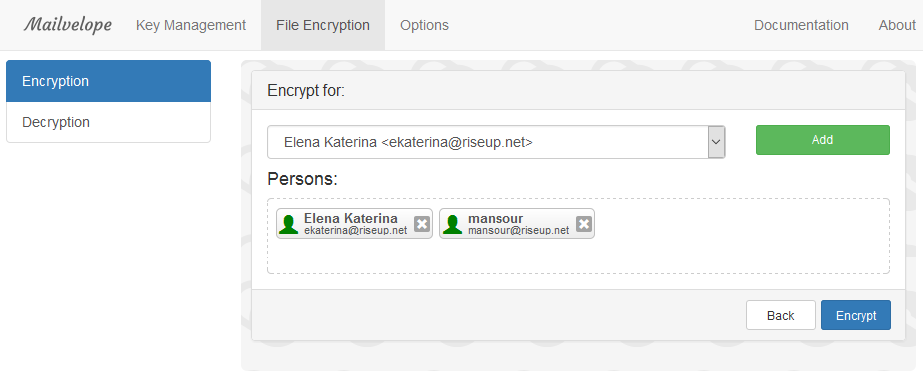 Mailvelope Key Management File Encryption Options Documentation About
Encryption
Decryption
Encrypt for:
Elena Katerina <ekaterina@riseup.net> Add
Persons:
Elena Katerina
ekaterina@riseup.net
mansour
mansour@riseup.net
Back Encrypt